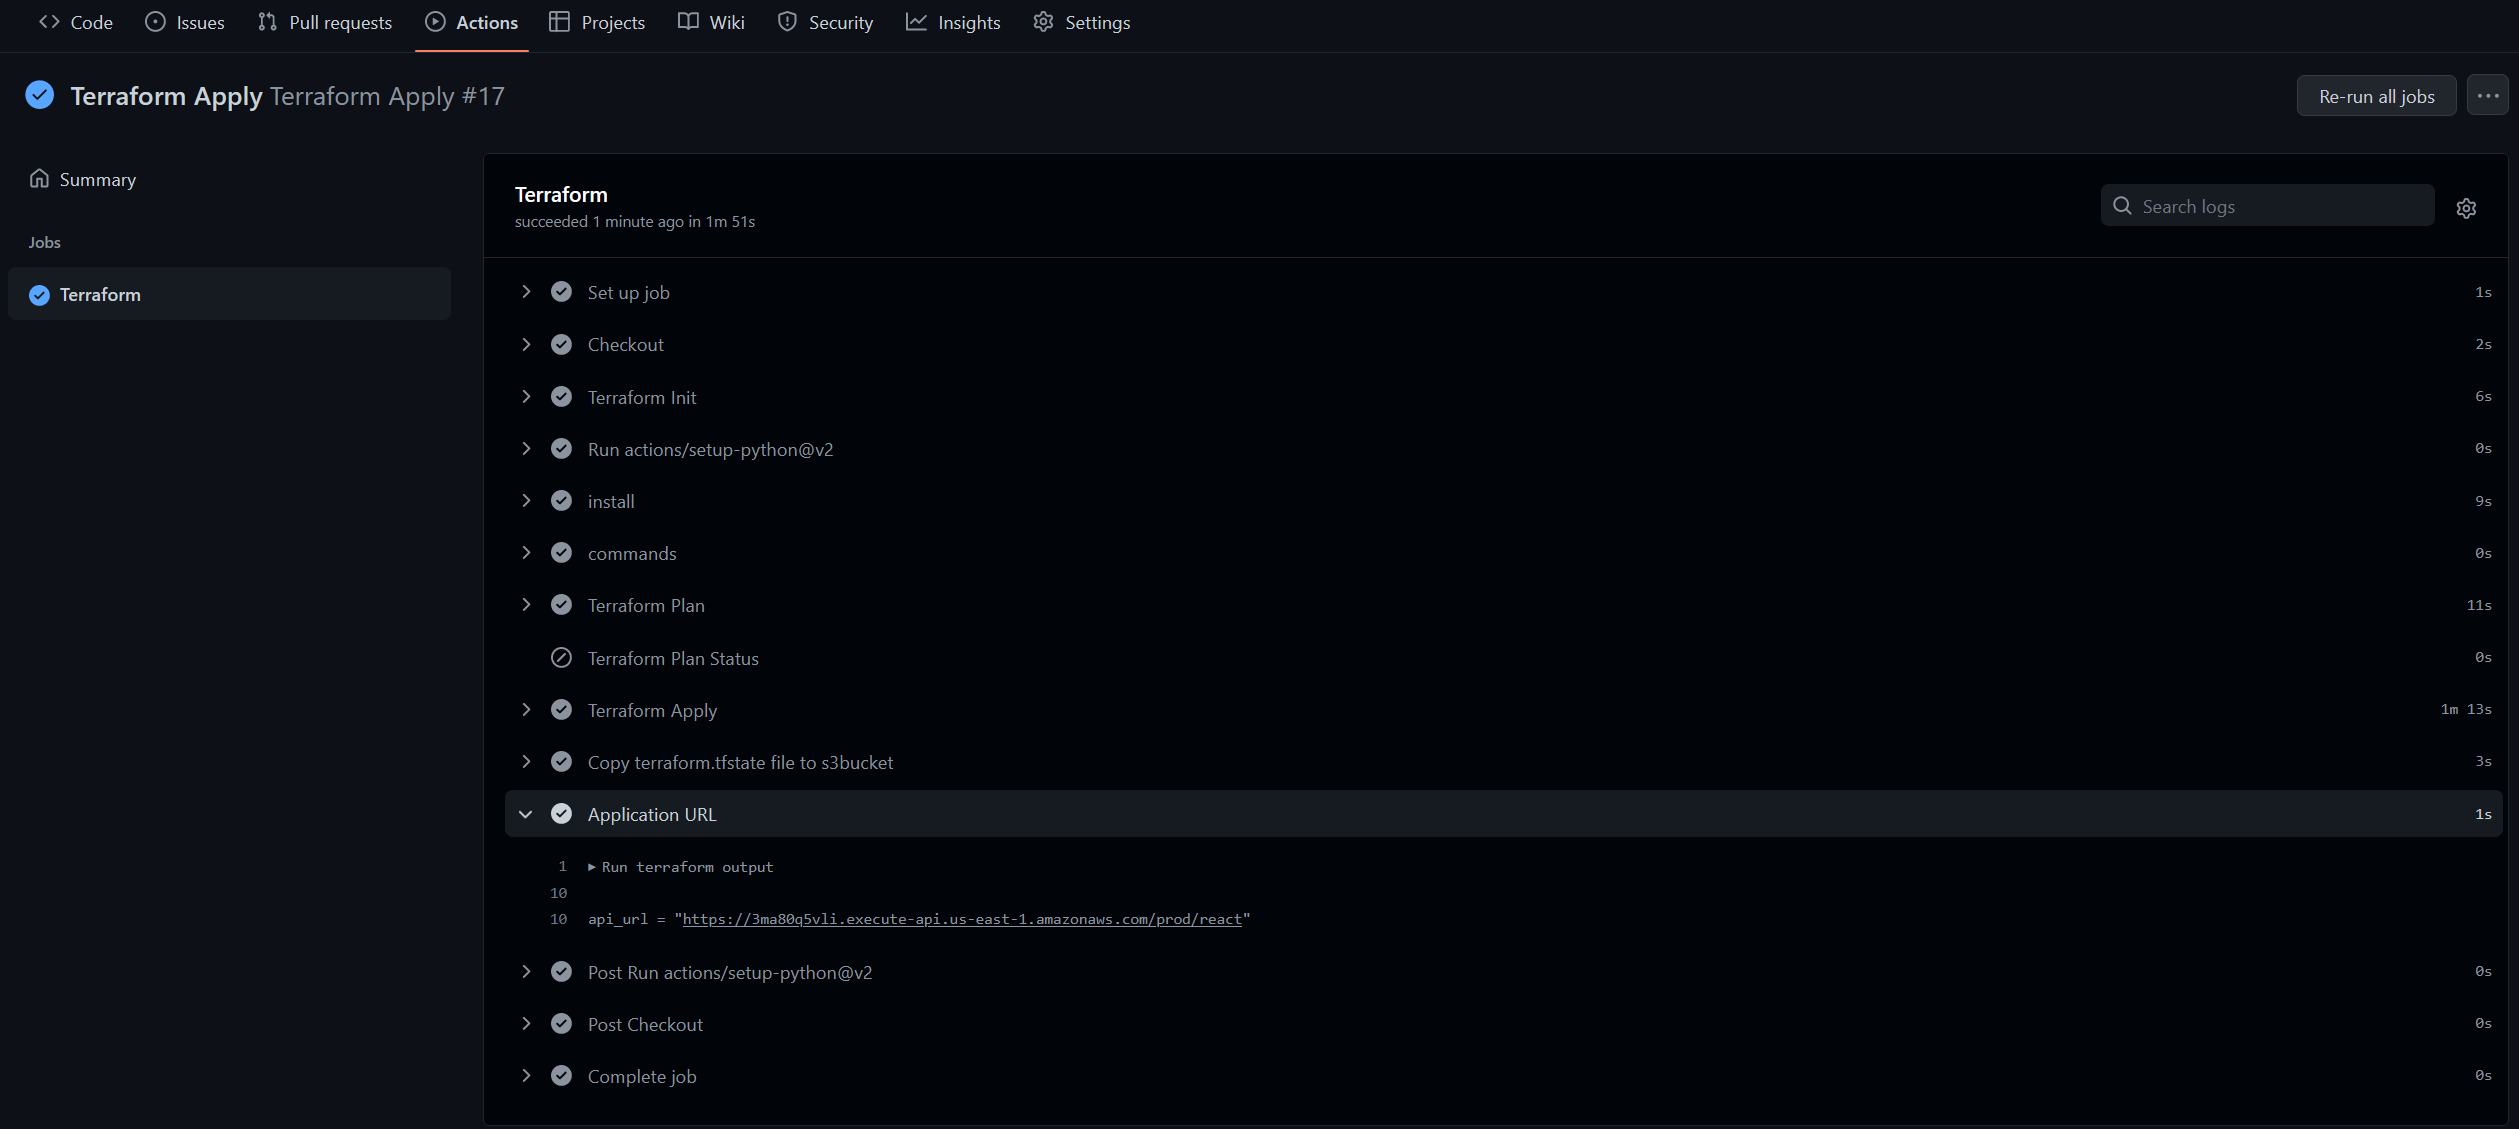 Code Issues Pull requests Actions Projects Wiki Security Insights Settings
Terraform Apply Terraform Apply #17
Re-run all jobs
Summary
Jobs
Terraform
Terraform
succeeded 1 minute ago in 1m 51s
Search logs
Set up job 1s
Checkout 2s
Terraform Init 6s
Run actions/setup-python@v2 0s
install 9s
commands 0s
Terraform Plan 11s
Terraform Plan Status 0s
Terraform Apply 1m 13s
Copy terraform.tfstate file to s3bucket 3s
Application URL 1s
1 Run terraform output
10
10 api_url = "https://3ma80q5vli.execute-api.us-east-1.amazonaws.com/prod/react"
Post Run actions/setup-python@v2 0s
Post Checkout 0s
Complete job 0s